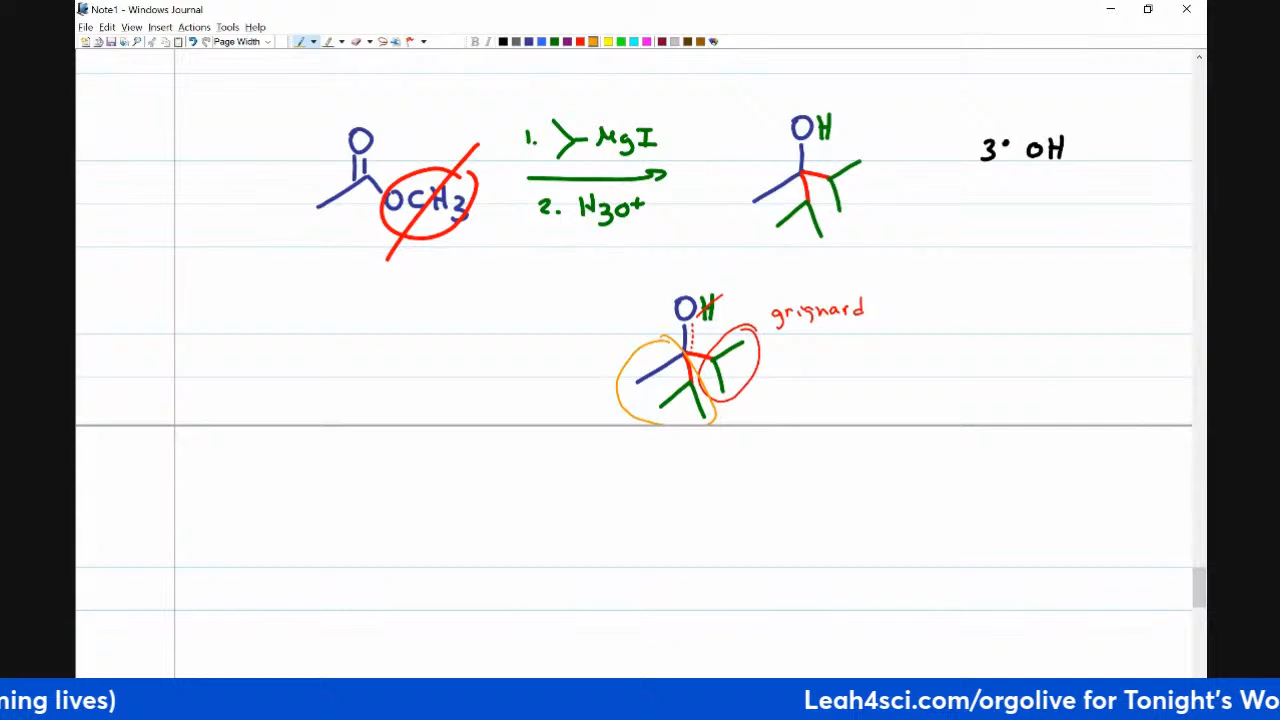 Note1 - Windows Journal
File Edit View Insert Actions Tools Help
Page Width
B I
O
OCH3
1. MgI
2. H3O+
OH
3° OH
OH
grignard
ning lives)
Leah4sci.com/orgolive for Tonight's Wo